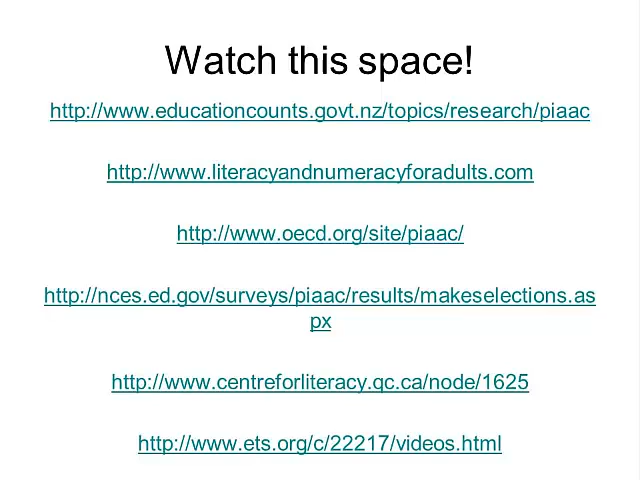 Watch this space!
http://www.educationcounts.govt.nz/topics/research/piaac
http://www.literacyandnumeracyforadults.com
http://www.oecd.org/site/piaac/
http://nces.ed.gov/surveys/piaac/results/makeselections.as
px
http://www.centreforliteracy.qc.ca/node/1625
http://www.ets.org/c/22217/videos.html